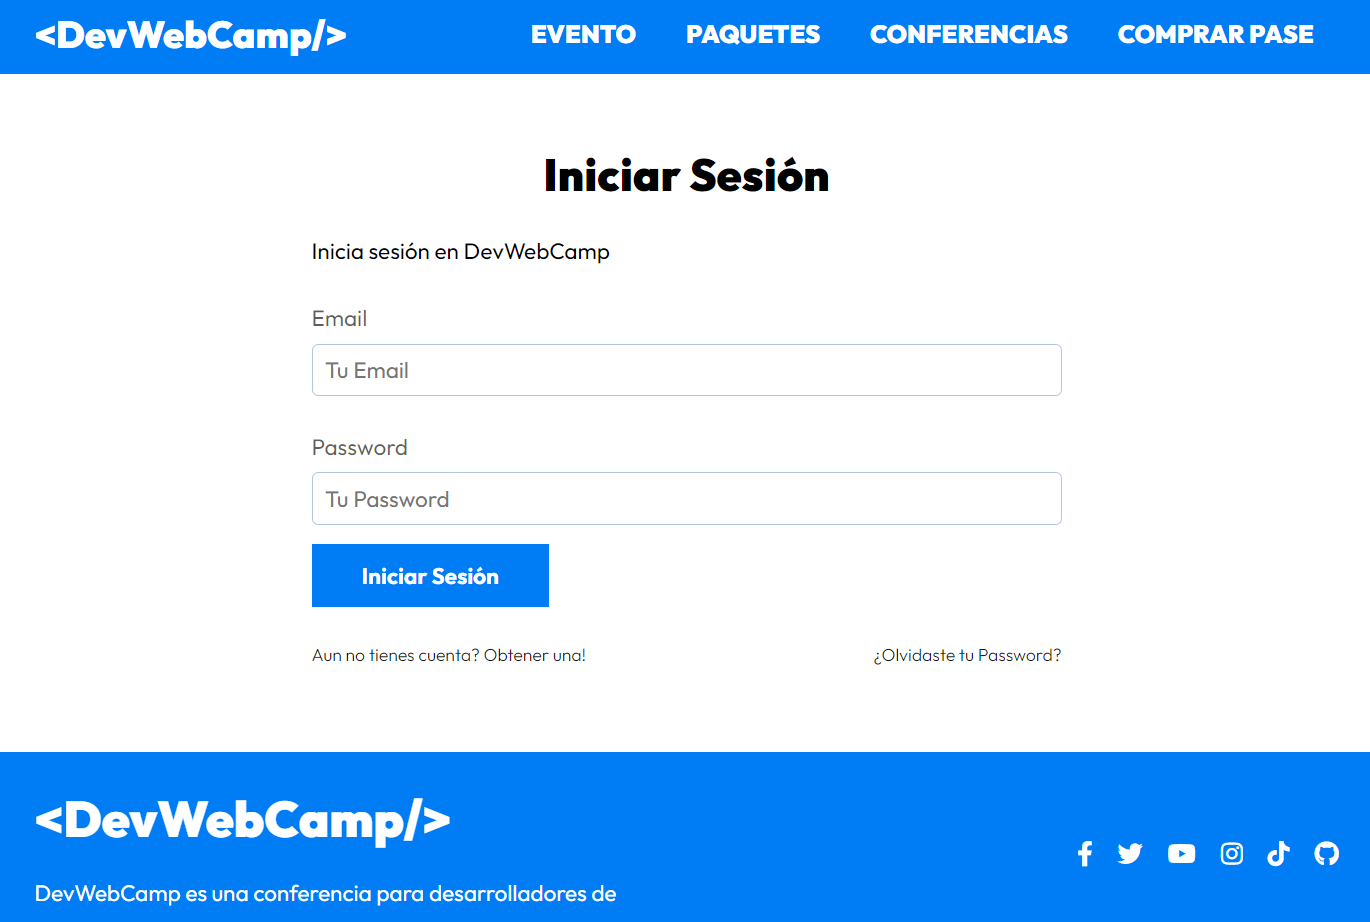 <DevWebCamp/>
EVENTO PAQUETES CONFERENCIAS COMPRAR PASE
Iniciar Sesión
Inicia sesión en DevWebCamp
Email
Tu Email
Password
Tu Password
Iniciar Sesión
Aun no tienes cuenta? Obtener una! ¿Olvidaste tu Password?
<DevWebCamp/>
DevWebCamp es una conferencia para desarrolladores de